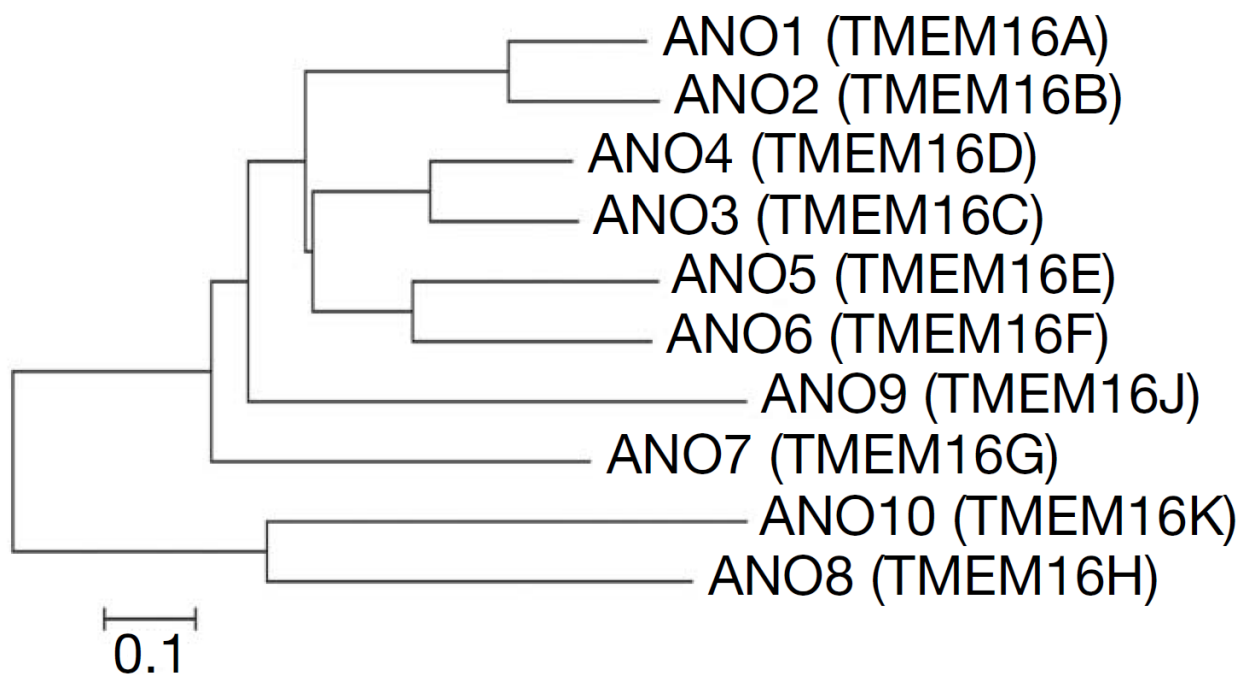 ANO1 (TMEM16A)
ANO2 (TMEM16B)
ANO4 (TMEM16D)
ANO3 (TMEM16C)
ANO5 (TMEM16E)
ANO6 (TMEM16F)
ANO9 (TMEM16J)
ANO7 (TMEM16G)
ANO10 (TMEM16K)
ANO8 (TMEM16H)
0.1